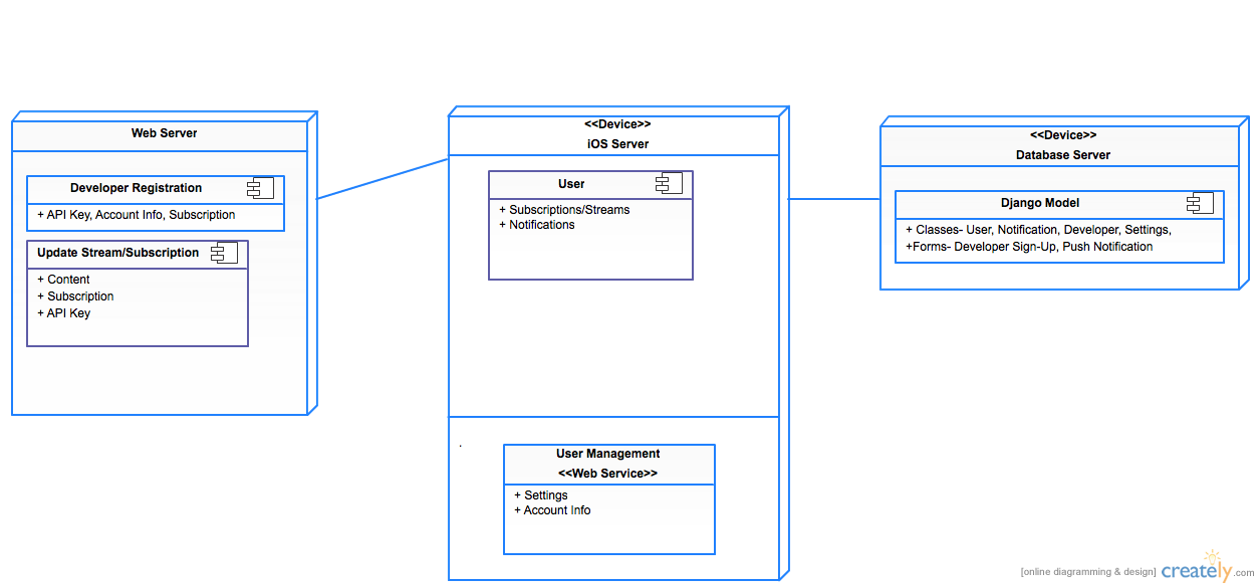 Web Server
Developer Registration
+ API Key, Account Info, Subscription
Update Stream/Subscription
+ Content
+ Subscription
+ API Key
<<Device>>
iOS Server
User
+ Subscriptions/Streams
+ Notifications
User Management
<<Web Service>>
+ Settings
+ Account Info
<<Device>>
Database Server
Django Model
+ Classes- User, Notification, Developer, Settings,
+Forms- Developer Sign-Up, Push Notification
[online diagramming & design] creately.com